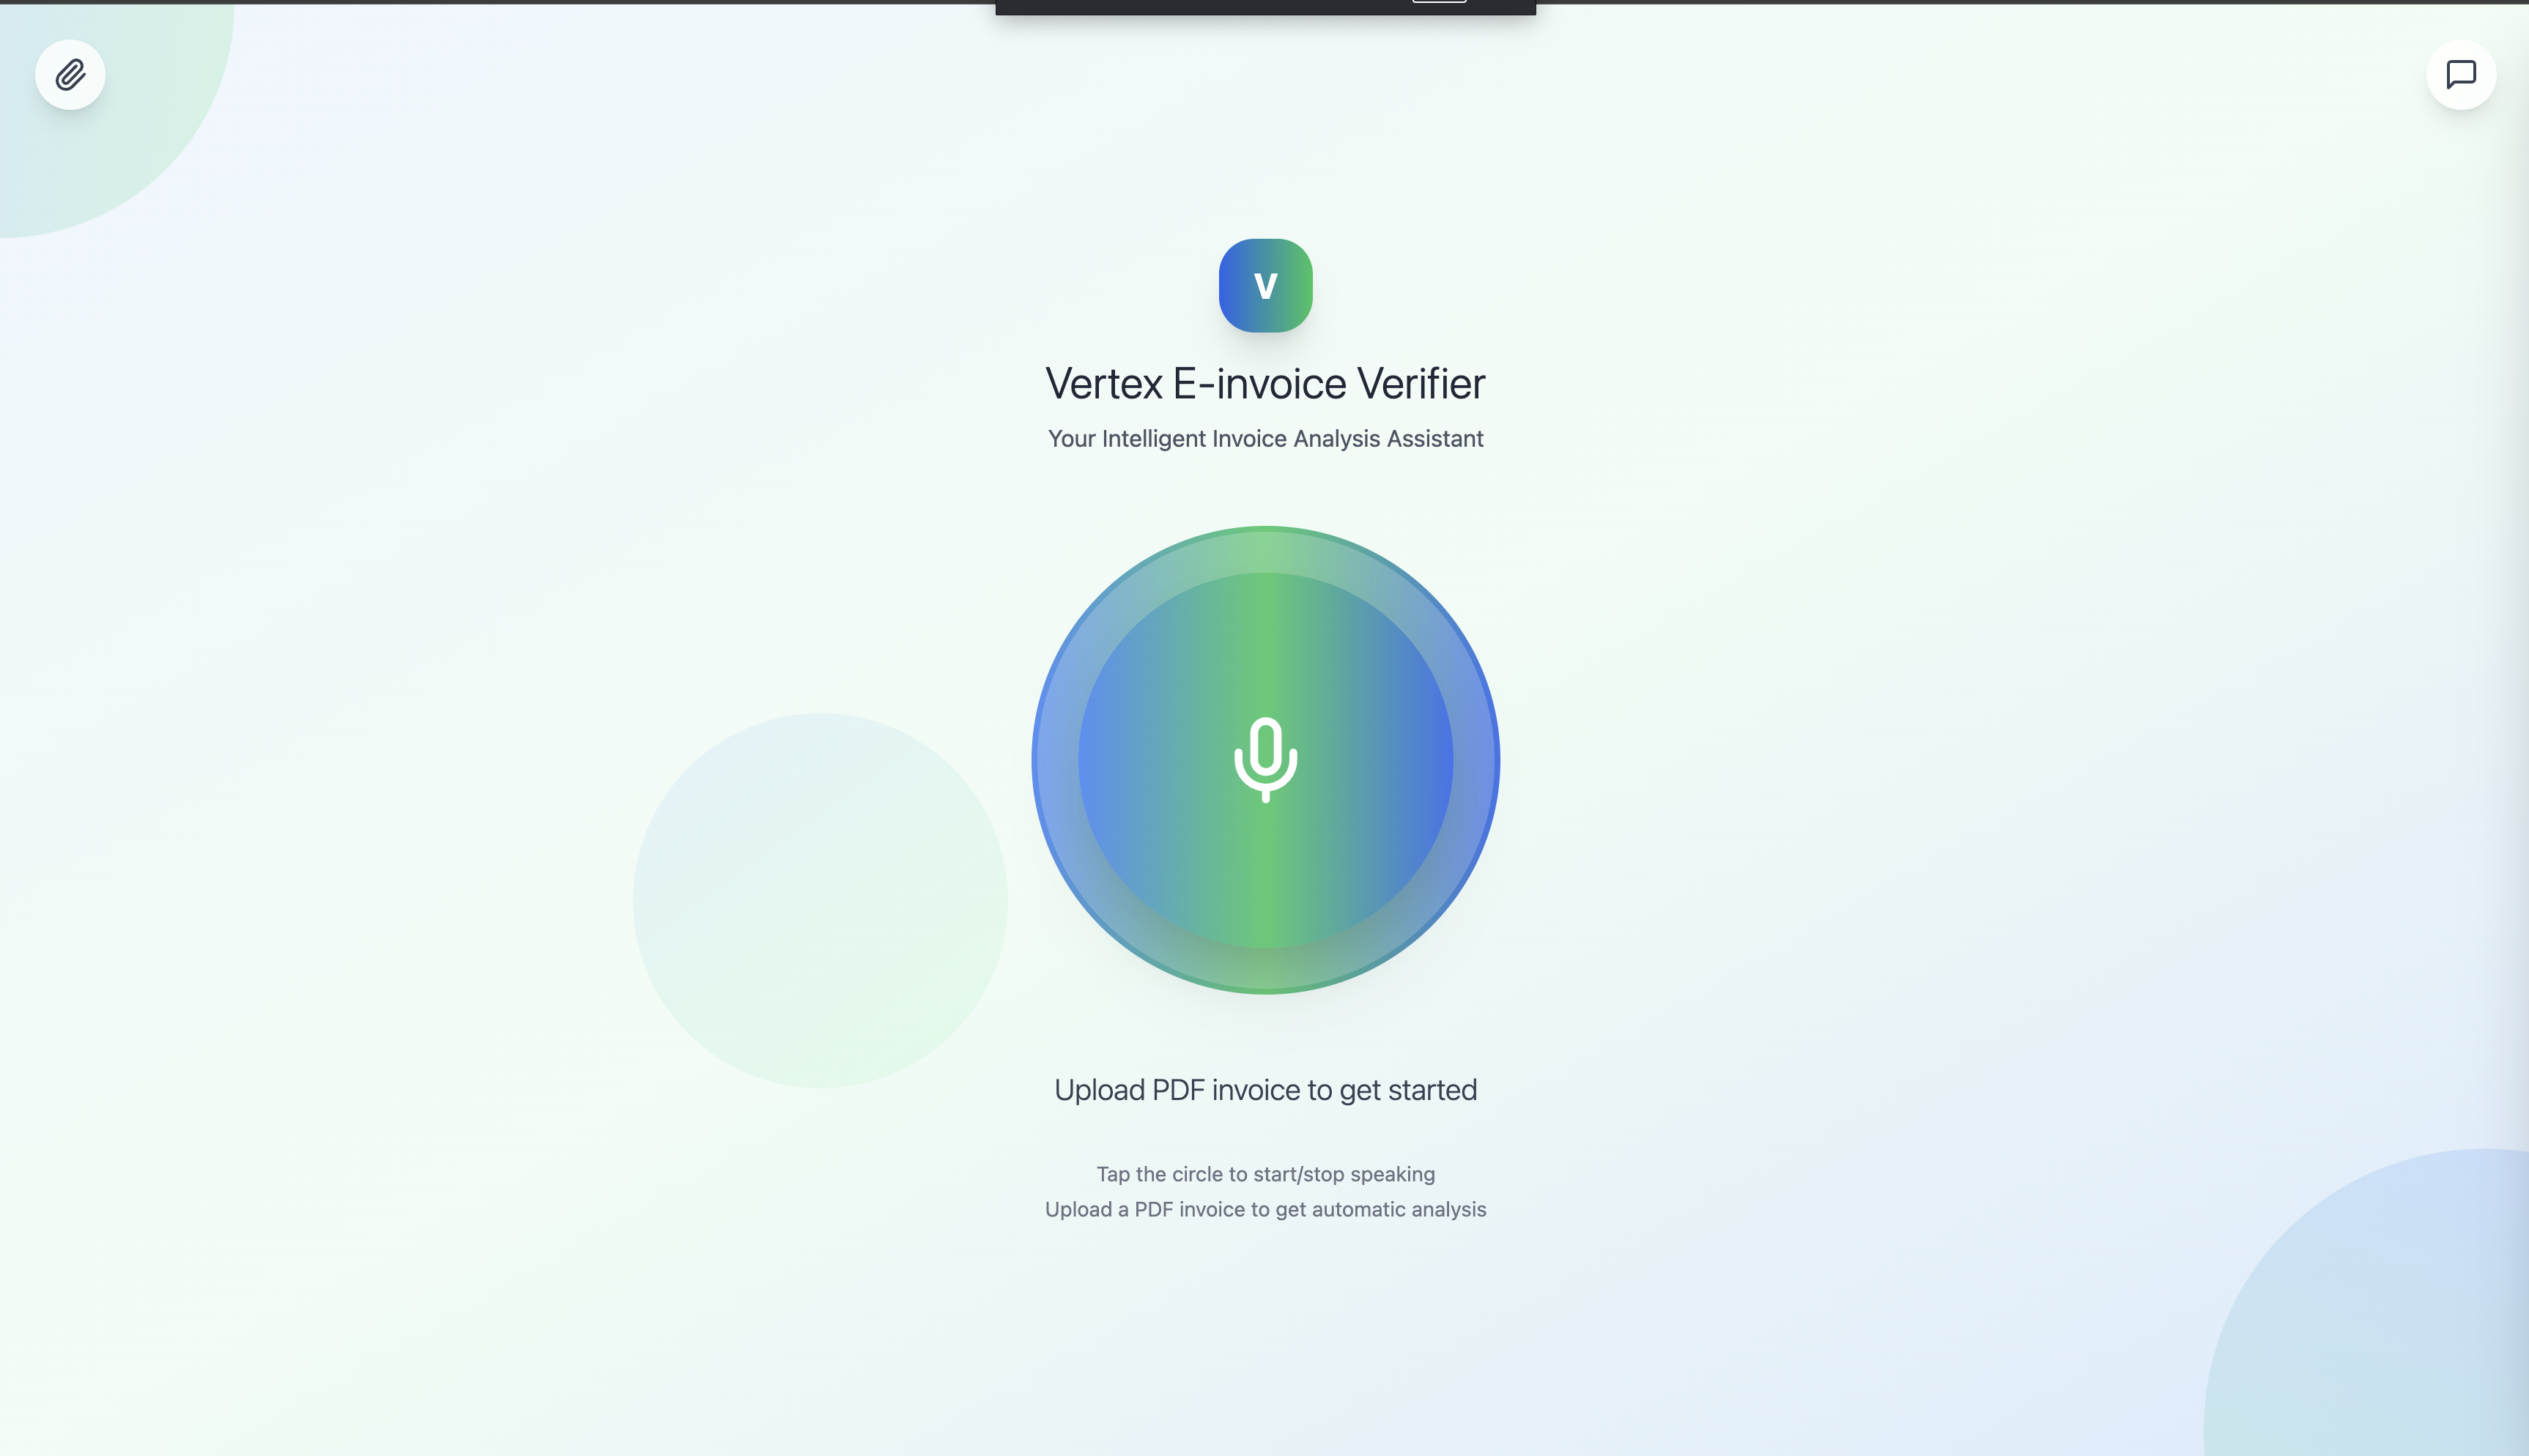 V
Vertex E-invoice Verifier
Your Intelligent Invoice Analysis Assistant
Upload PDF invoice to get started
Tap the circle to start/stop speaking
Upload a PDF invoice to get automatic analysis